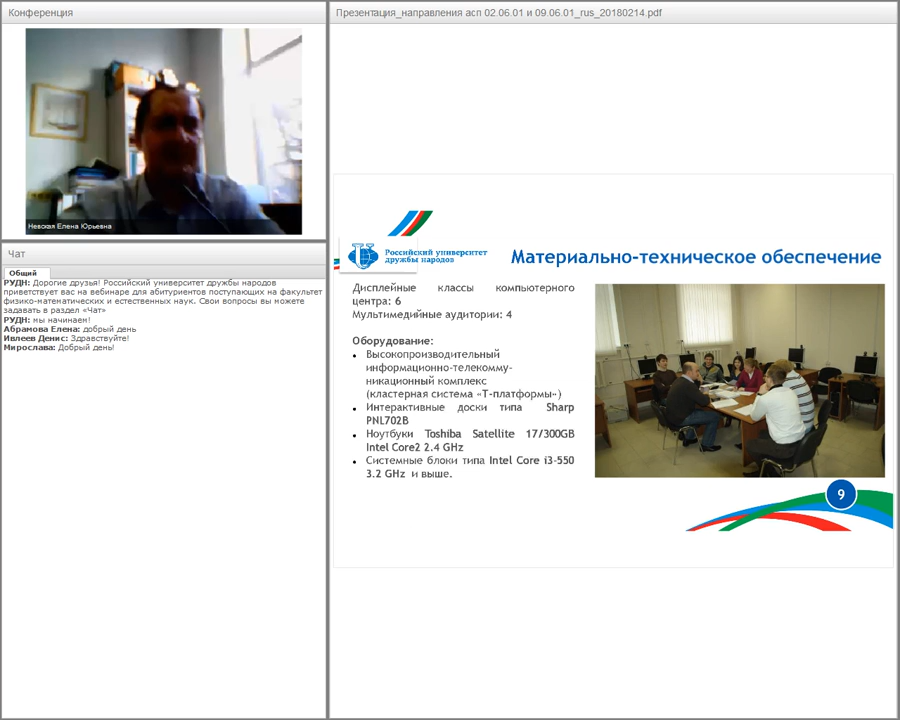 Конференция
Невская Елена Юрьевна
Чат
Общий
РУДН: Дорогие друзья! Российский университет дружбы народов
приветствует вас на вебинаре для абитуриентов поступающих на факультет
физико-математических и естественных наук. Свои вопросы вы можете
задавать в раздел «Чат»
РУДН: мы начинаем!
Абрамова Елена: добрый день
Ивлеев Денис: Здравствуйте!
Мирослава: Добрый день!
Презентация_направления асп 02.06.01 и 09.06.01_rus_20180214.pdf
Российский университет
дружбы народов
Материально-техническое обеспечение
Дисплейные классы компьютерного
центра: 6
Мультимедийные аудитории: 4
Оборудование:
• Высокопроизводительный
информационно-телекомму-
никационный комплекс
(кластерная система «Т-платформы»)
• Интерактивные доски типа Sharp
PNL702B
• Ноутбуки Toshiba Satellite 17/300GB
Intel Core2 2.4 GHz
• Системные блоки типа Intel Core i3-550
3.2 GHz и выше.
9